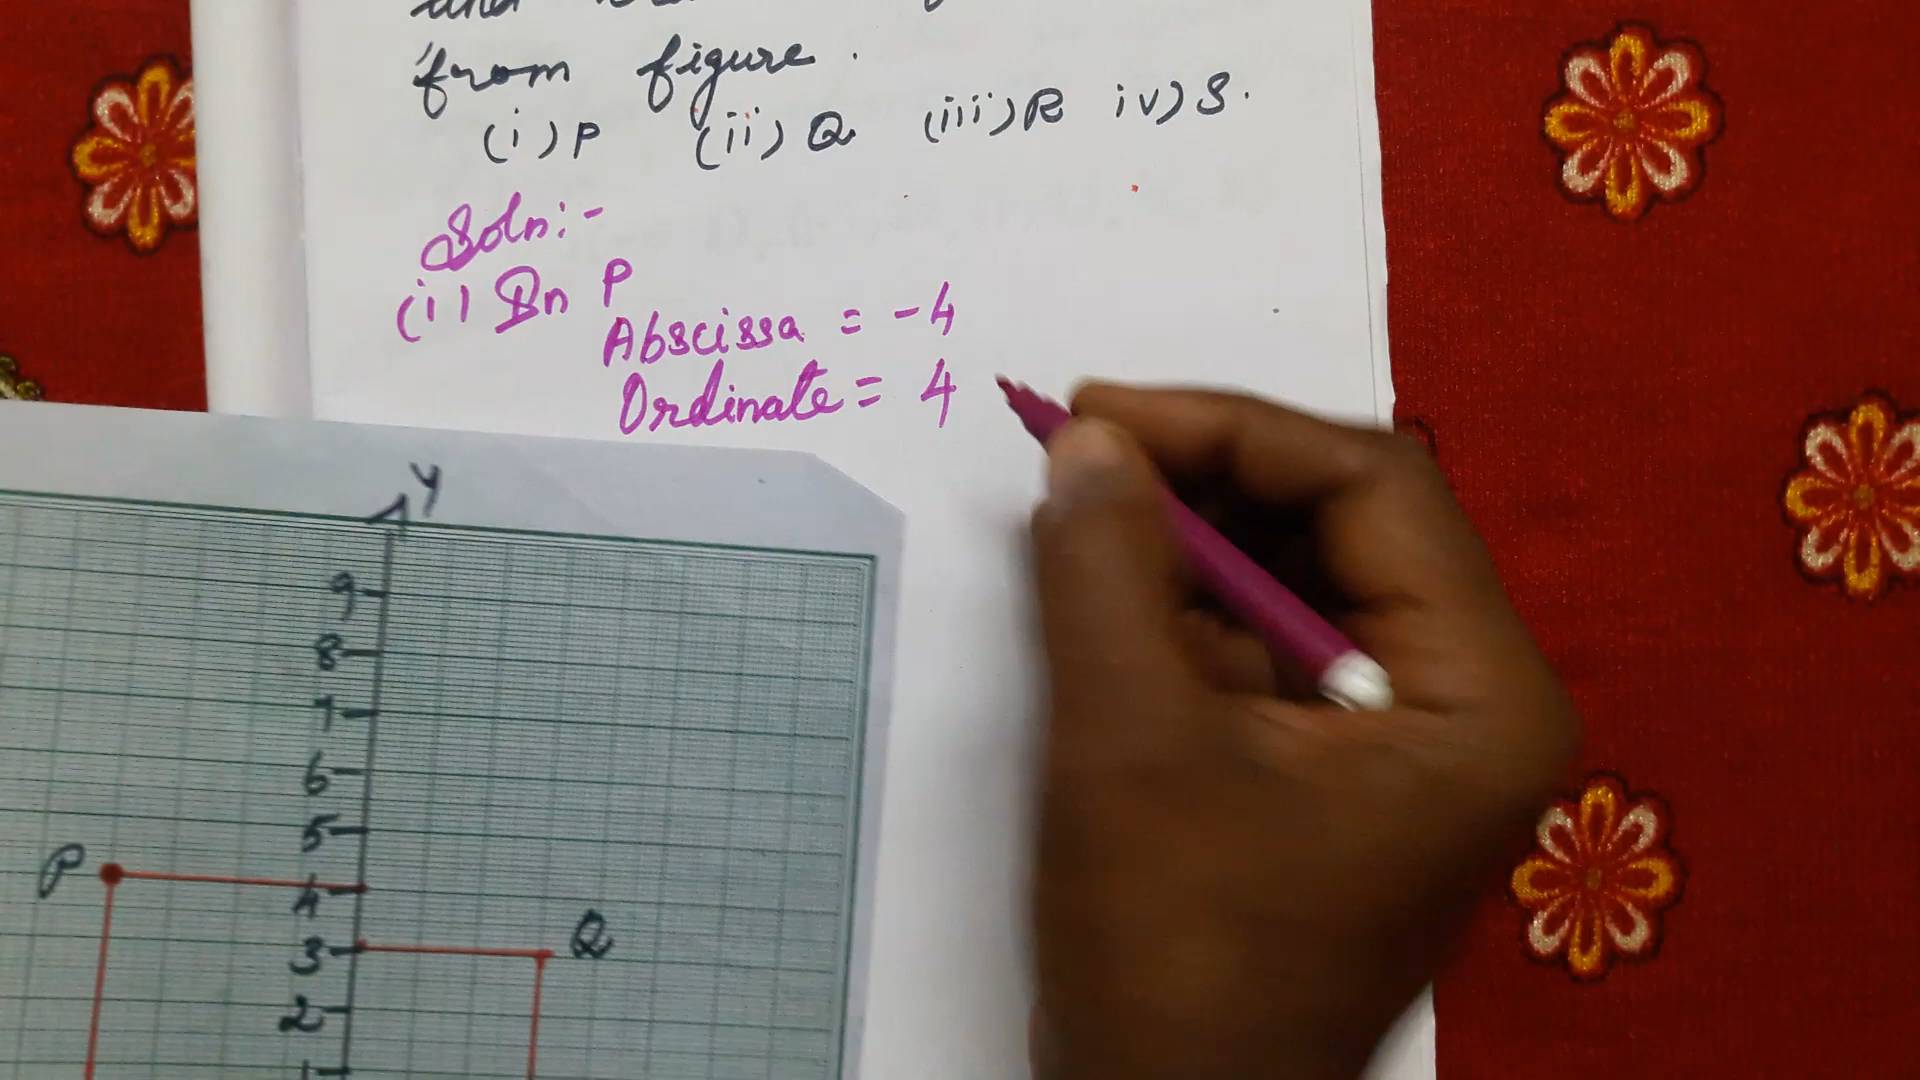 from figure.
(i) P (ii) Q (iii) R iv) S.
Soln:-
(i) In P
Abscissa = -4
Ordinate = 4
Y
9
8
7
6
5
P
4
Q
3
2
1